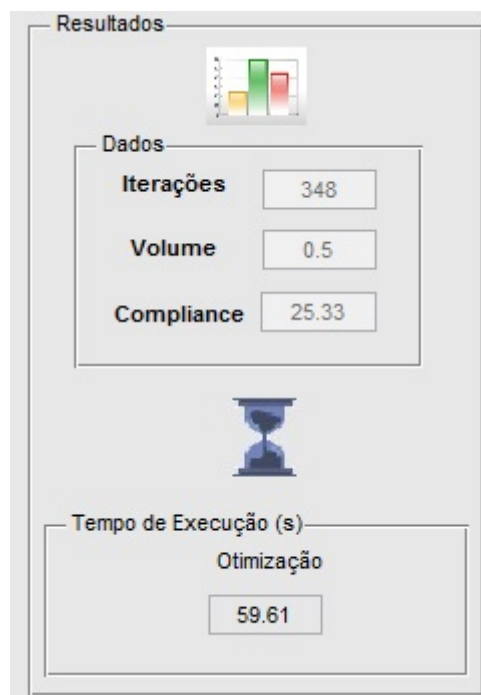 Resultados
Dados
Iterações 348
Volume 0.5
Compliance 25.33
Tempo de Execução (s)
Otimização
59.61